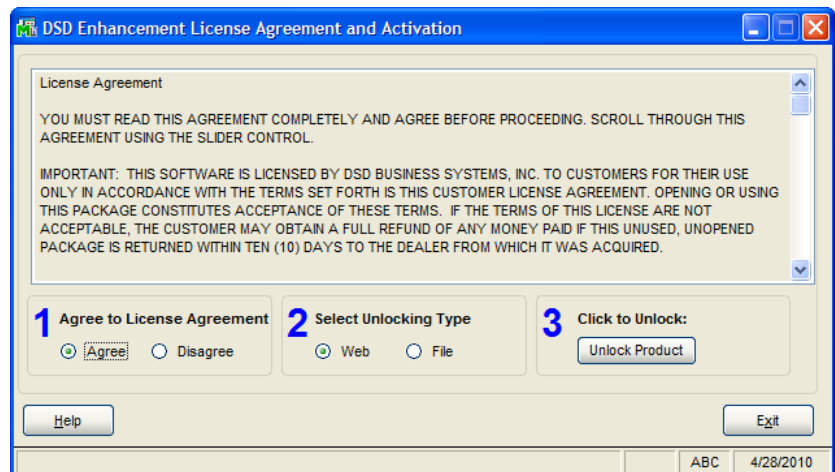 DSD Enhancement License Agreement and Activation
License Agreement
YOU MUST READ THIS AGREEMENT COMPLETELY AND AGREE BEFORE PROCEEDING. SCROLL THROUGH THIS
AGREEMENT USING THE SLIDER CONTROL.
IMPORTANT: THIS SOFTWARE IS LICENSED BY DSD BUSINESS SYSTEMS, INC. TO CUSTOMERS FOR THEIR USE
ONLY IN ACCORDANCE WITH THE TERMS SET FORTH IS THIS CUSTOMER LICENSE AGREEMENT. OPENING OR USING
THIS PACKAGE CONSTITUTES ACCEPTANCE OF THESE TERMS. IF THE TERMS OF THIS LICENSE ARE NOT
ACCEPTABLE, THE CUSTOMER MAY OBTAIN A FULL REFUND OF ANY MONEY PAID IF THIS UNUSED, UNOPENED
PACKAGE IS RETURNED WITHIN TEN (10) DAYS TO THE DEALER FROM WHICH IT WAS ACQUIRED.
1 Agree to License Agreement
Agree Disagree
2 Select Unlocking Type
Web File
3 Click to Unlock:
Unlock Product
Help
Exit
ABC 4/28/2010